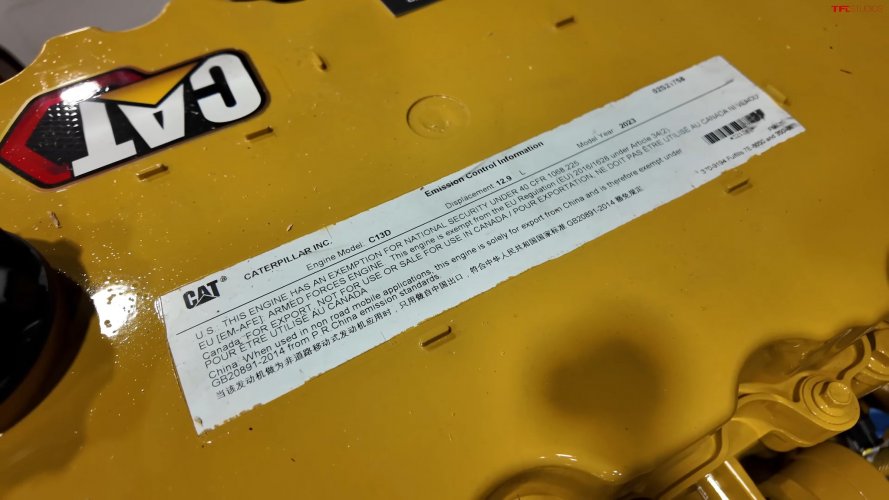 TFLSTUDIOS
CAT
CAT®
CATERPILLAR INC.
Emission Control Information
02521758
Engine Model: C13D
Displacement 12.9 L
Model Year 2023
U.S. THIS ENGINE HAS AN EXEMPTION FOR NATIONAL SECURITY UNDER 40 CFR 1068.225
EU [EM-AFE] ARMED FORCES ENGINE. This engine is exempt from the EU Regulation (EU) 2016/1628 under Article 34(2)
Canada, FOR EXPORT, NOT FOR USE OR SALE FOR USE IN CANADA / POUR EXPORTATION, NE DOIT PAS ÊTRE UTILISÉ AU CANADA NI
POUR ÊTRE UTILISÉ AU CANADA
China: When used in non road mobile applications, this engine is solely for export from China and is therefore exempt under
GB20891-2014 from P.R.China emission standards.
当该发动机做为非道路移动式发动机应用时，只用做自中国出口，符合中华人民共和国国家标准 GB20891-2014 豁免规定